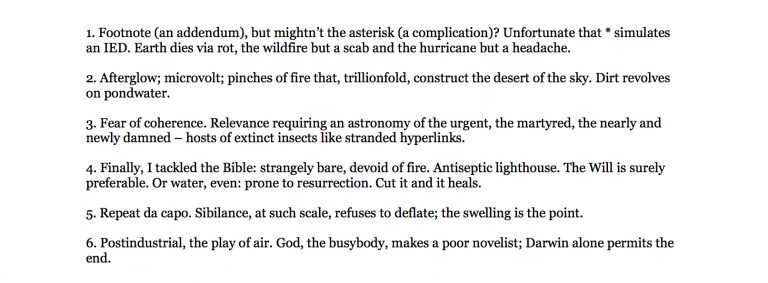 1. Footnote (an addendum), but mightn’t the asterisk (a complication)? Unfortunate that * simulates
an IED. Earth dies via rot, the wildfire but a scab and the hurricane but a headache.
2. Afterglow; microvolt; pinches of fire that, trillionfold, construct the desert of the sky. Dirt revolves
on pondwater.
3. Fear of coherence. Relevance requiring an astronomy of the urgent, the martyred, the nearly and
newly damned – hosts of extinct insects like stranded hyperlinks.
4. Finally, I tackled the Bible: strangely bare, devoid of fire. Antiseptic lighthouse. The Will is surely
preferable. Or water, even: prone to resurrection. Cut it and it heals.
5. Repeat da capo. Sibilance, at such scale, refuses to deflate; the swelling is the point.
6. Postindustrial, the play of air. God, the busybody, makes a poor novelist; Darwin alone permits the
end.